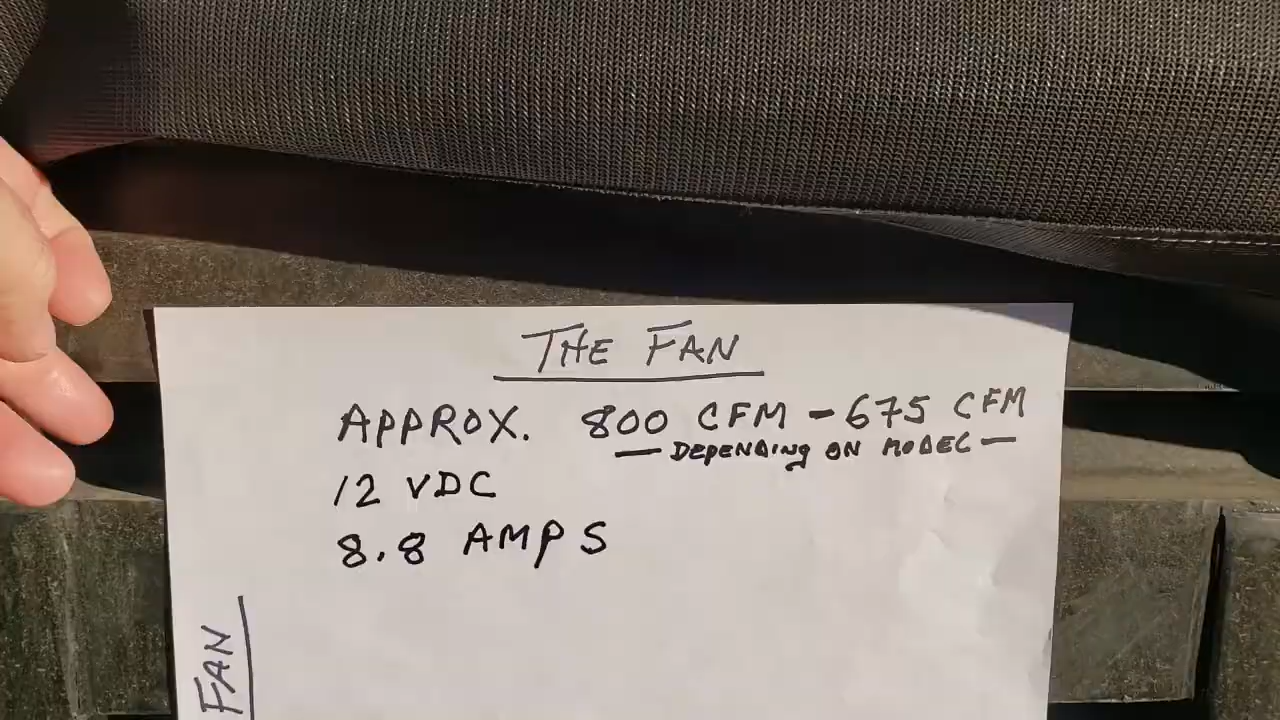 THE FAN
APPROX. 800 CFM - 675 CFM
— DEPENDING ON MODEL —
12 VDC
8.8 AMPS
FAN